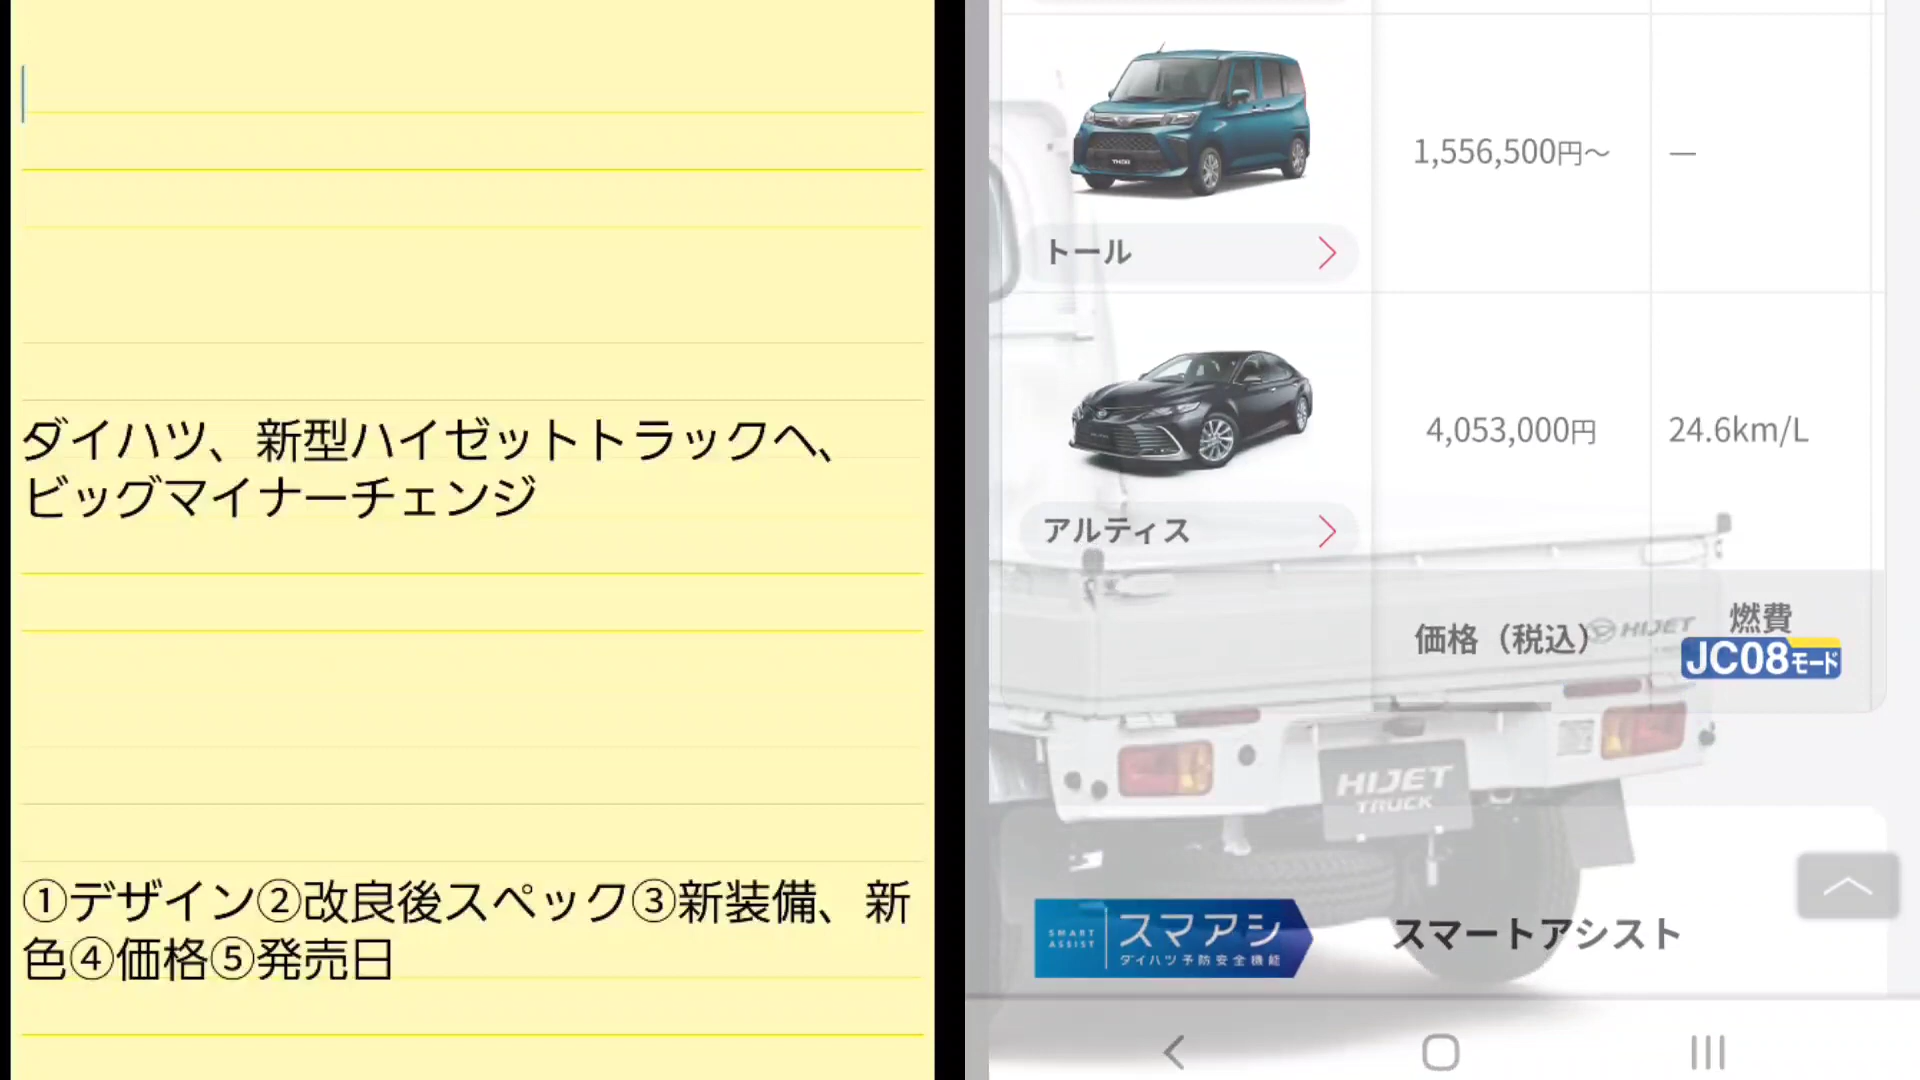 ダイハツ、新型ハイゼットトラックへ、
ビッグマイナーチェンジ
①デザイン②改良後スペック③新装備、新
色④価格⑤発売日
THOR
1,556,500円～
—
トール
4,053,000円
24.6km/L
アルティス
価格（税込）
HIJET
燃費
JC08モード
HIJET
TRUCK
SMART
ASSIST
スマアシ
ダイハツ予防安全機能
スマートアシスト